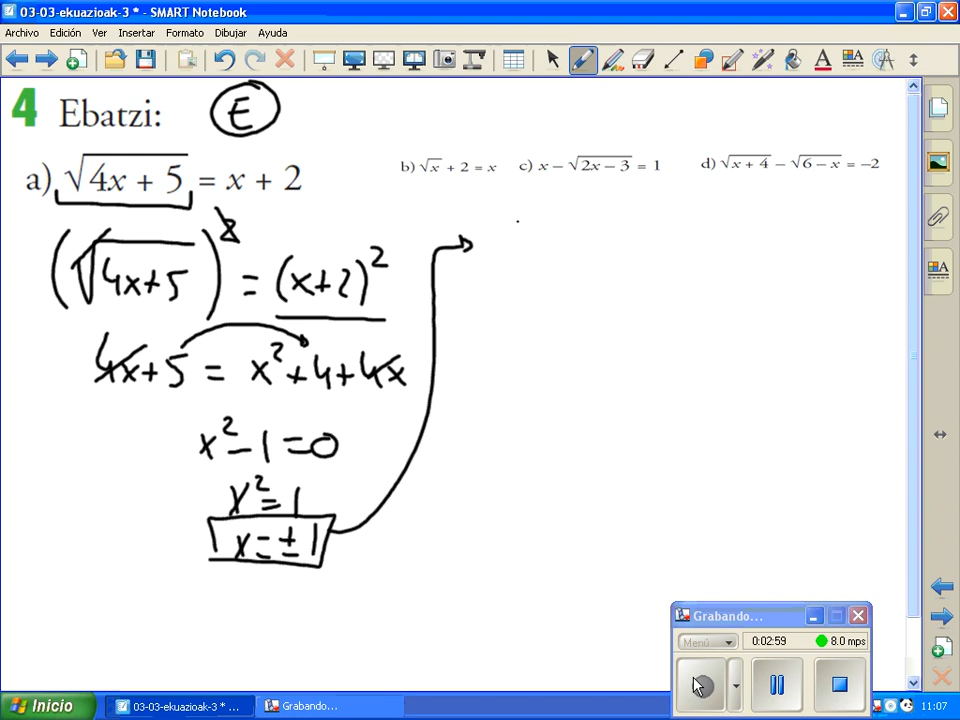 03-03-ekuazioak-3 * - SMART Notebook
Archivo Edición Ver Insertar Formato Dibujar Ayuda
4 Ebatzi: E
a) √4x + 5 = x + 2
b) √x + 2 = x c) x − √2x − 3 = 1 d) √x + 4 − √6 − x = −2
(√4x+5)² = (x+2)²
4x+5 = x²+4+4x
x²-1=0
x²=1
x=±1
Grabando...
Menú 0:02:59 8.0 mps
Inicio 03-03-ekuazioak-3 * ... Grabando... 11:07